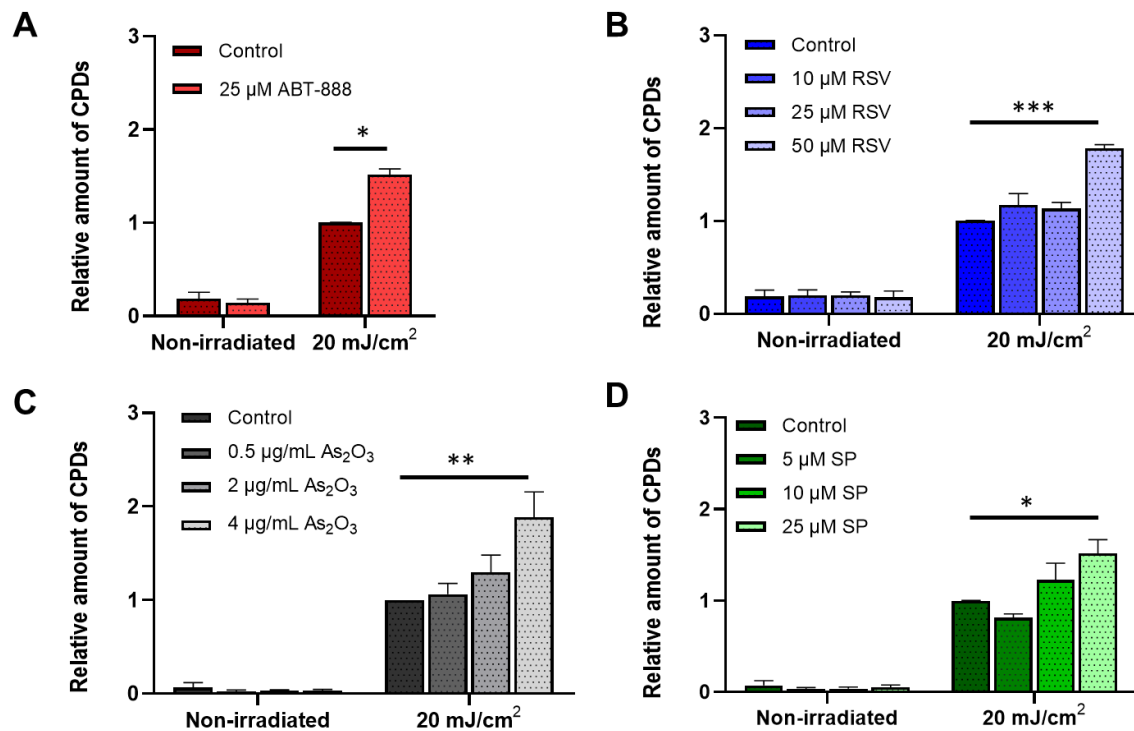 A
Relative amount of CPDs
3
2
1
0
Control
25 µM ABT-888
*
Non-irradiated
20 mJ/cm²
B
Relative amount of CPDs
3
2
1
0
Control
10 µM RSV
25 µM RSV
50 µM RSV
***
Non-irradiated
20 mJ/cm²
C
Relative amount of CPDs
3
2
1
0
Control
0.5 µg/mL As₂O₃
2 µg/mL As₂O₃
4 µg/mL As₂O₃
**
Non-irradiated
20 mJ/cm²
D
Relative amount of CPDs
3
2
1
0
Control
5 µM SP
10 µM SP
25 µM SP
*
Non-irradiated
20 mJ/cm²